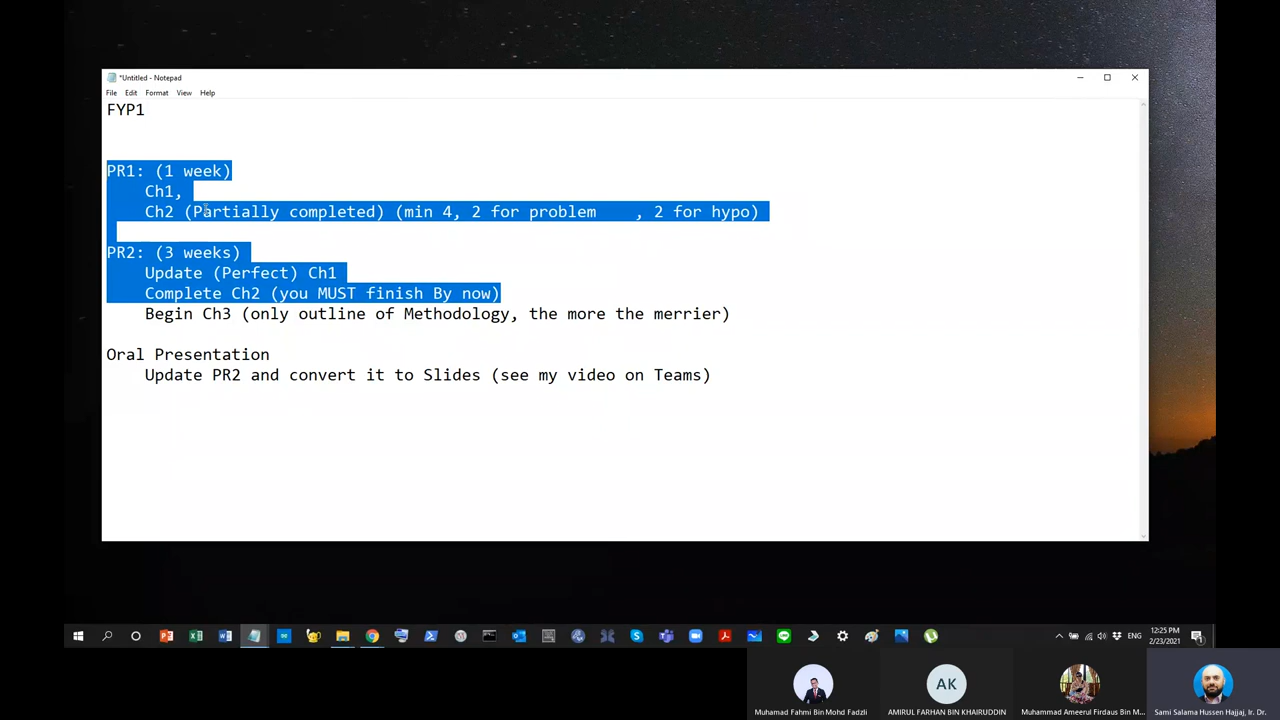 *Untitled - Notepad
File Edit Format View Help
FYP1
PR1: (1 week)
Ch1,
Ch2 (Partially completed) (min 4, 2 for problem , 2 for hypo)
PR2: (3 weeks)
Update (Perfect) Ch1
Complete Ch2 (you MUST finish By now)
Begin Ch3 (only outline of Methodology, the more the merrier)
Oral Presentation
Update PR2 and convert it to Slides (see my video on Teams)
ENG
12:25 PM
2/23/2021
AK
Muhamad Fahmi Bin Mohd Fadzli
AMIRUL FARHAN BIN KHAIRUDDIN
Muhammad Ameerul Firdaus Bin M...
Sami Salama Hussen Hajjaj, Ir. Dr.